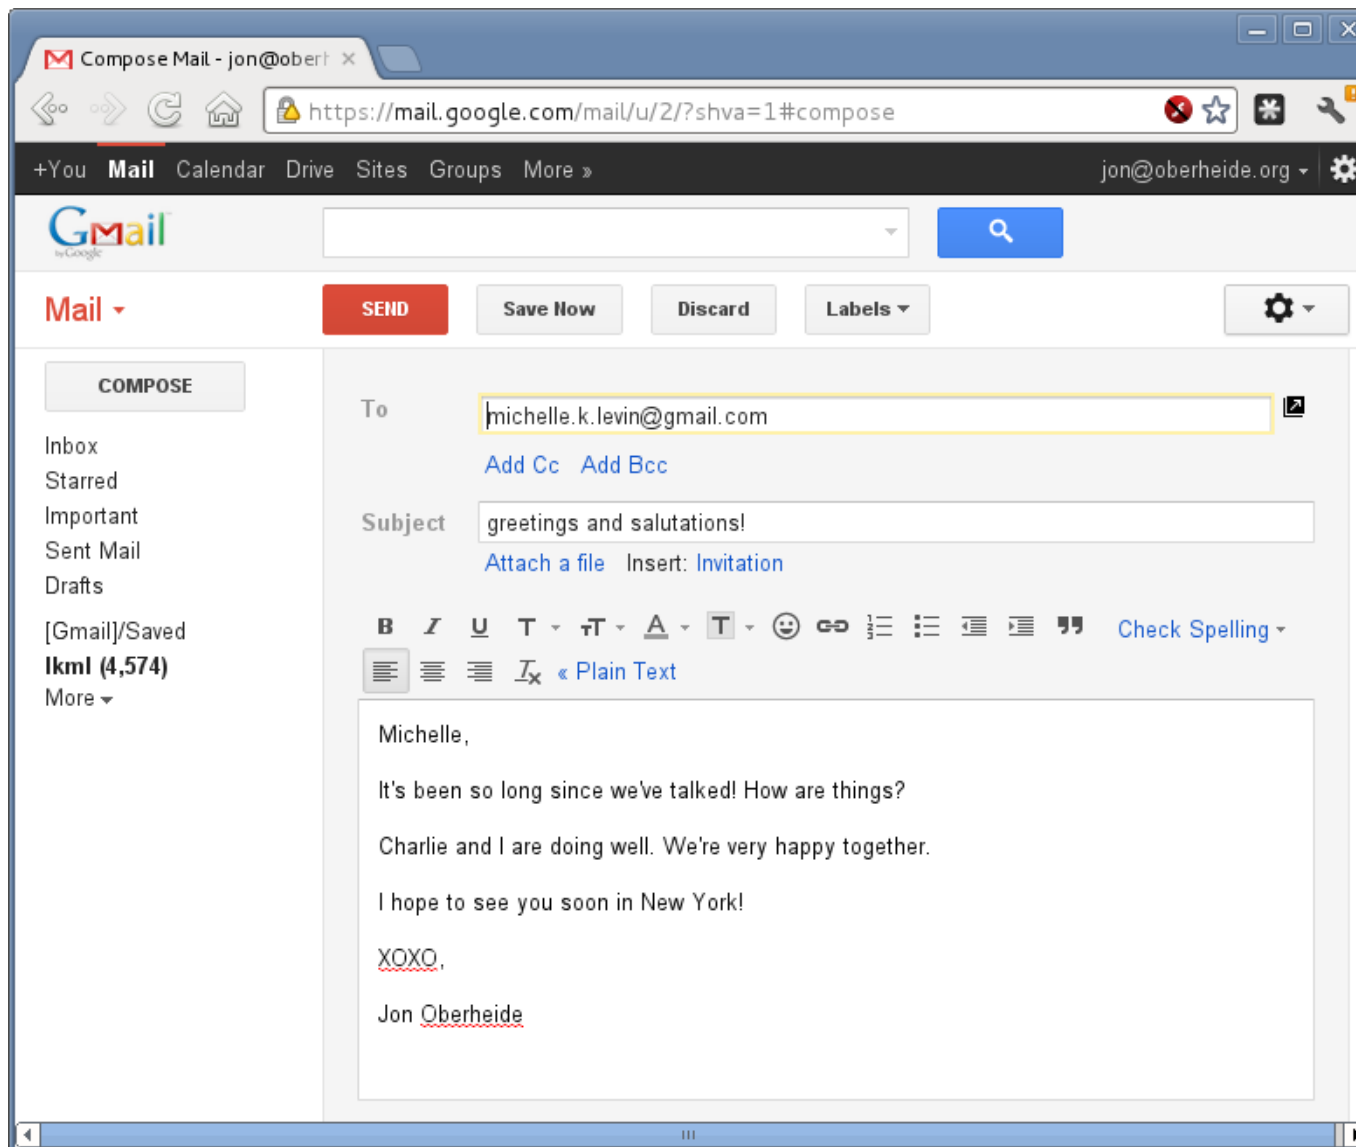 Compose Mail - jon@oberh
https://mail.google.com/mail/u/2/?shva=1#compose
+You Mail Calendar Drive Sites Groups More »
jon@oberheide.org
Gmail
by Google
Mail
SEND Save Now Discard Labels
COMPOSE
To michelle.k.levin@gmail.com
Add Cc Add Bcc
Inbox
Starred
Important
Sent Mail
Drafts
[Gmail]/Saved
lkml (4,574)
More
Subject greetings and salutations!
Attach a file Insert: Invitation
B I U T TT A T Check Spelling
« Plain Text
Michelle,
It's been so long since we've talked! How are things?
Charlie and I are doing well. We're very happy together.
I hope to see you soon in New York!
XOXO,
Jon Oberheide